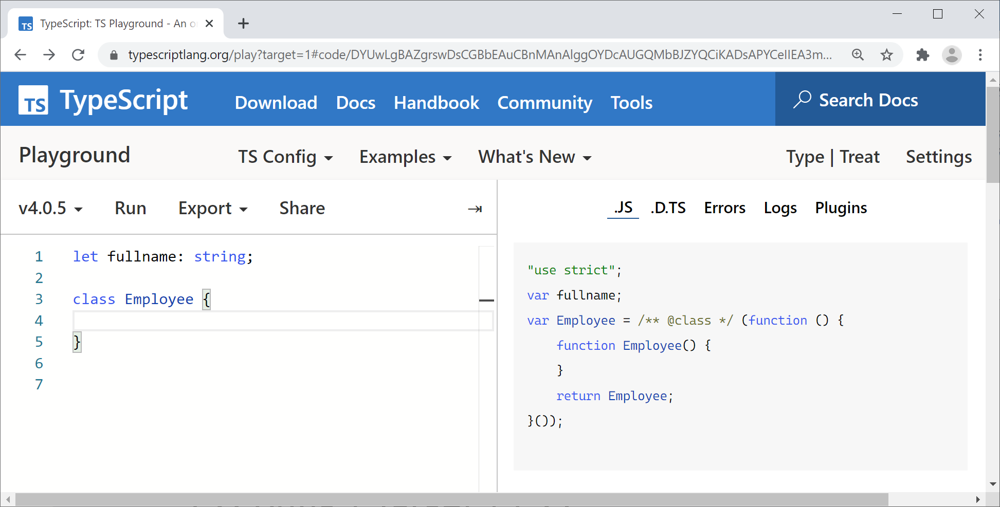 TS TypeScript: TS Playground - An o
typescriptlang.org/play?target=1#code/DYUwLgBAZgrswDsCGBbEAuCBnMAnAlggOYDcAUGQMbBJZYQCiKADsAPYCeIIEA3m...
TS TypeScript Download Docs Handbook Community Tools Search Docs
Playground TS Config Examples What's New Type | Treat Settings
v4.0.5 Run Export Share .JS .D.TS Errors Logs Plugins
1 let fullname: string;
2
3 class Employee {
4
5 }
6
7
"use strict";
var fullname;
var Employee = /** @class */ (function () {
    function Employee() {
    }
    return Employee;
}());